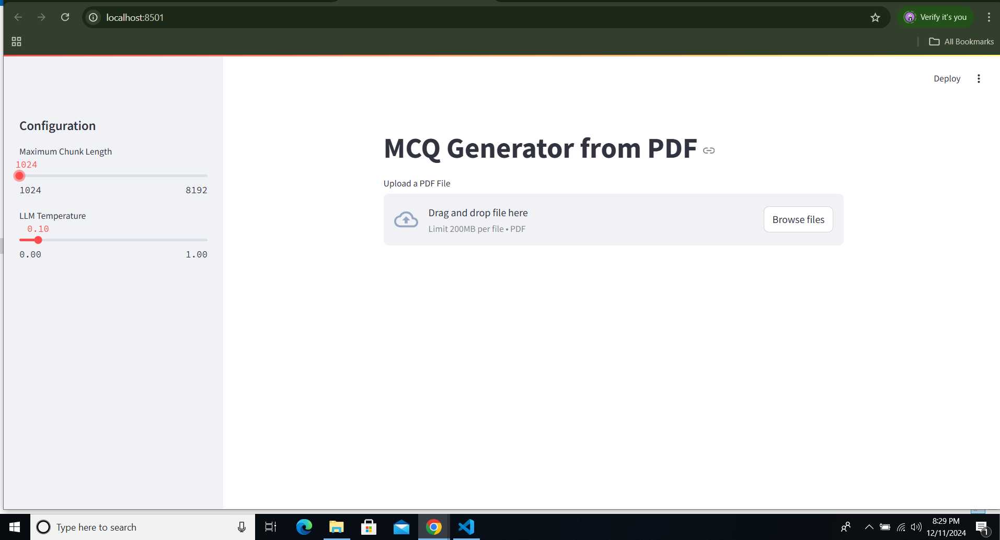 localhost:8501
Verify it's you
All Bookmarks
Deploy
Configuration
Maximum Chunk Length
1024
1024 8192
LLM Temperature
0.10
0.00 1.00
MCQ Generator from PDF
Upload a PDF File
Drag and drop file here
Limit 200MB per file • PDF
Browse files
Type here to search
8:29 PM
12/11/2024
1